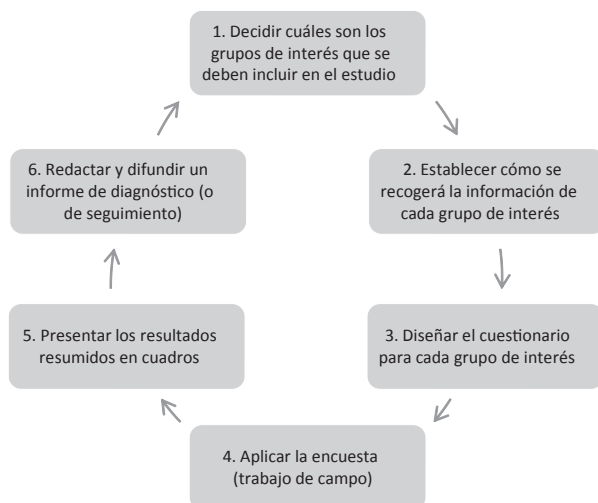 1. Decidir cuáles son los
grupos de interés que se
deben incluir en el estudio
2. Establecer cómo se
recogerá la información de
cada grupo de interés
3. Diseñar el cuestionario
para cada grupo de interés
4. Aplicar la encuesta
(trabajo de campo)
5. Presentar los resultados
resumidos en cuadros
6. Redactar y difundir un
informe de diagnóstico (o
de seguimiento)